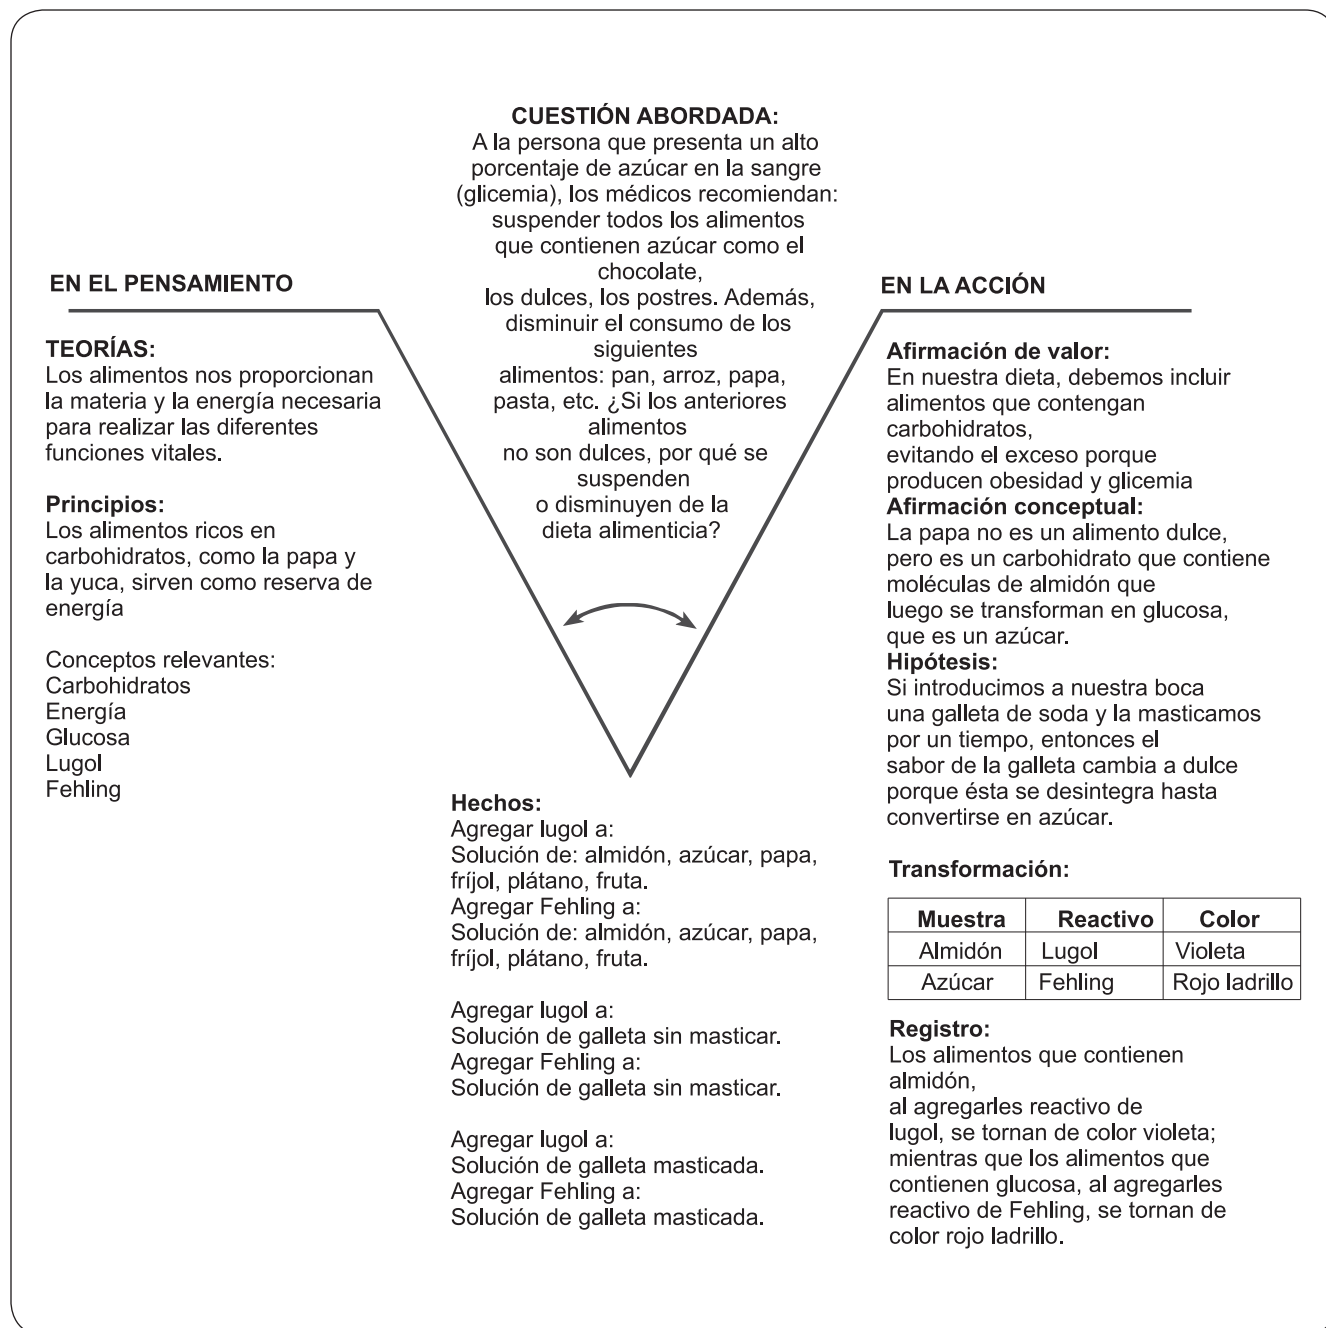 CUESTIÓN ABORDADA:
A la persona que presenta un alto
porcentaje de azúcar en la sangre
(glicemia), los médicos recomiendan:
suspender todos los alimentos
que contienen azúcar como el
chocolate,
los dulces, los postres. Además,
disminuir el consumo de los
siguientes
alimentos: pan, arroz, papa,
pasta, etc. ¿Si los anteriores
alimentos
no son dulces, por qué se
suspenden
o disminuyen de la
dieta alimenticia?
EN EL PENSAMIENTO
TEORÍAS:
Los alimentos nos proporcionan
la materia y la energía necesaria
para realizar las diferentes
funciones vitales.
Principios:
Los alimentos ricos en
carbohidratos, como la papa y
la yuca, sirven como reserva de
energía
Conceptos relevantes:
Carbohidratos
Energía
Glucosa
Lugol
Fehling
Hechos:
Agregar lugol a:
Solución de: almidón, azúcar, papa,
fríjol, plátano, fruta.
Agregar Fehling a:
Solución de: almidón, azúcar, papa,
fríjol, plátano, fruta.
Agregar lugol a:
Solución de galleta sin masticar.
Agregar Fehling a:
Solución de galleta sin masticar.
Agregar lugol a:
Solución de galleta masticada.
Agregar Fehling a:
Solución de galleta masticada.
EN LA ACCIÓN
Afirmación de valor:
En nuestra dieta, debemos incluir
alimentos que contengan
carbohidratos,
evitando el exceso porque
producen obesidad y glicemia
Afirmación conceptual:
La papa no es un alimento dulce,
pero es un carbohidrato que contiene
moléculas de almidón que
luego se transforman en glucosa,
que es un azúcar.
Hipótesis:
Si introducimos a nuestra boca
una galleta de soda y la masticamos
por un tiempo, entonces el
sabor de la galleta cambia a dulce
porque ésta se desintegra hasta
convertirse en azúcar.
Transformación:
Muestra Reactivo Color
Almidón Lugol Violeta
Azúcar Fehling Rojo ladrillo
Registro:
Los alimentos que contienen
almidón,
al agregarles reactivo de
lugol, se tornan de color violeta;
mientras que los alimentos que
contienen glucosa, al agregarles
reactivo de Fehling, se tornan de
color rojo ladrillo.